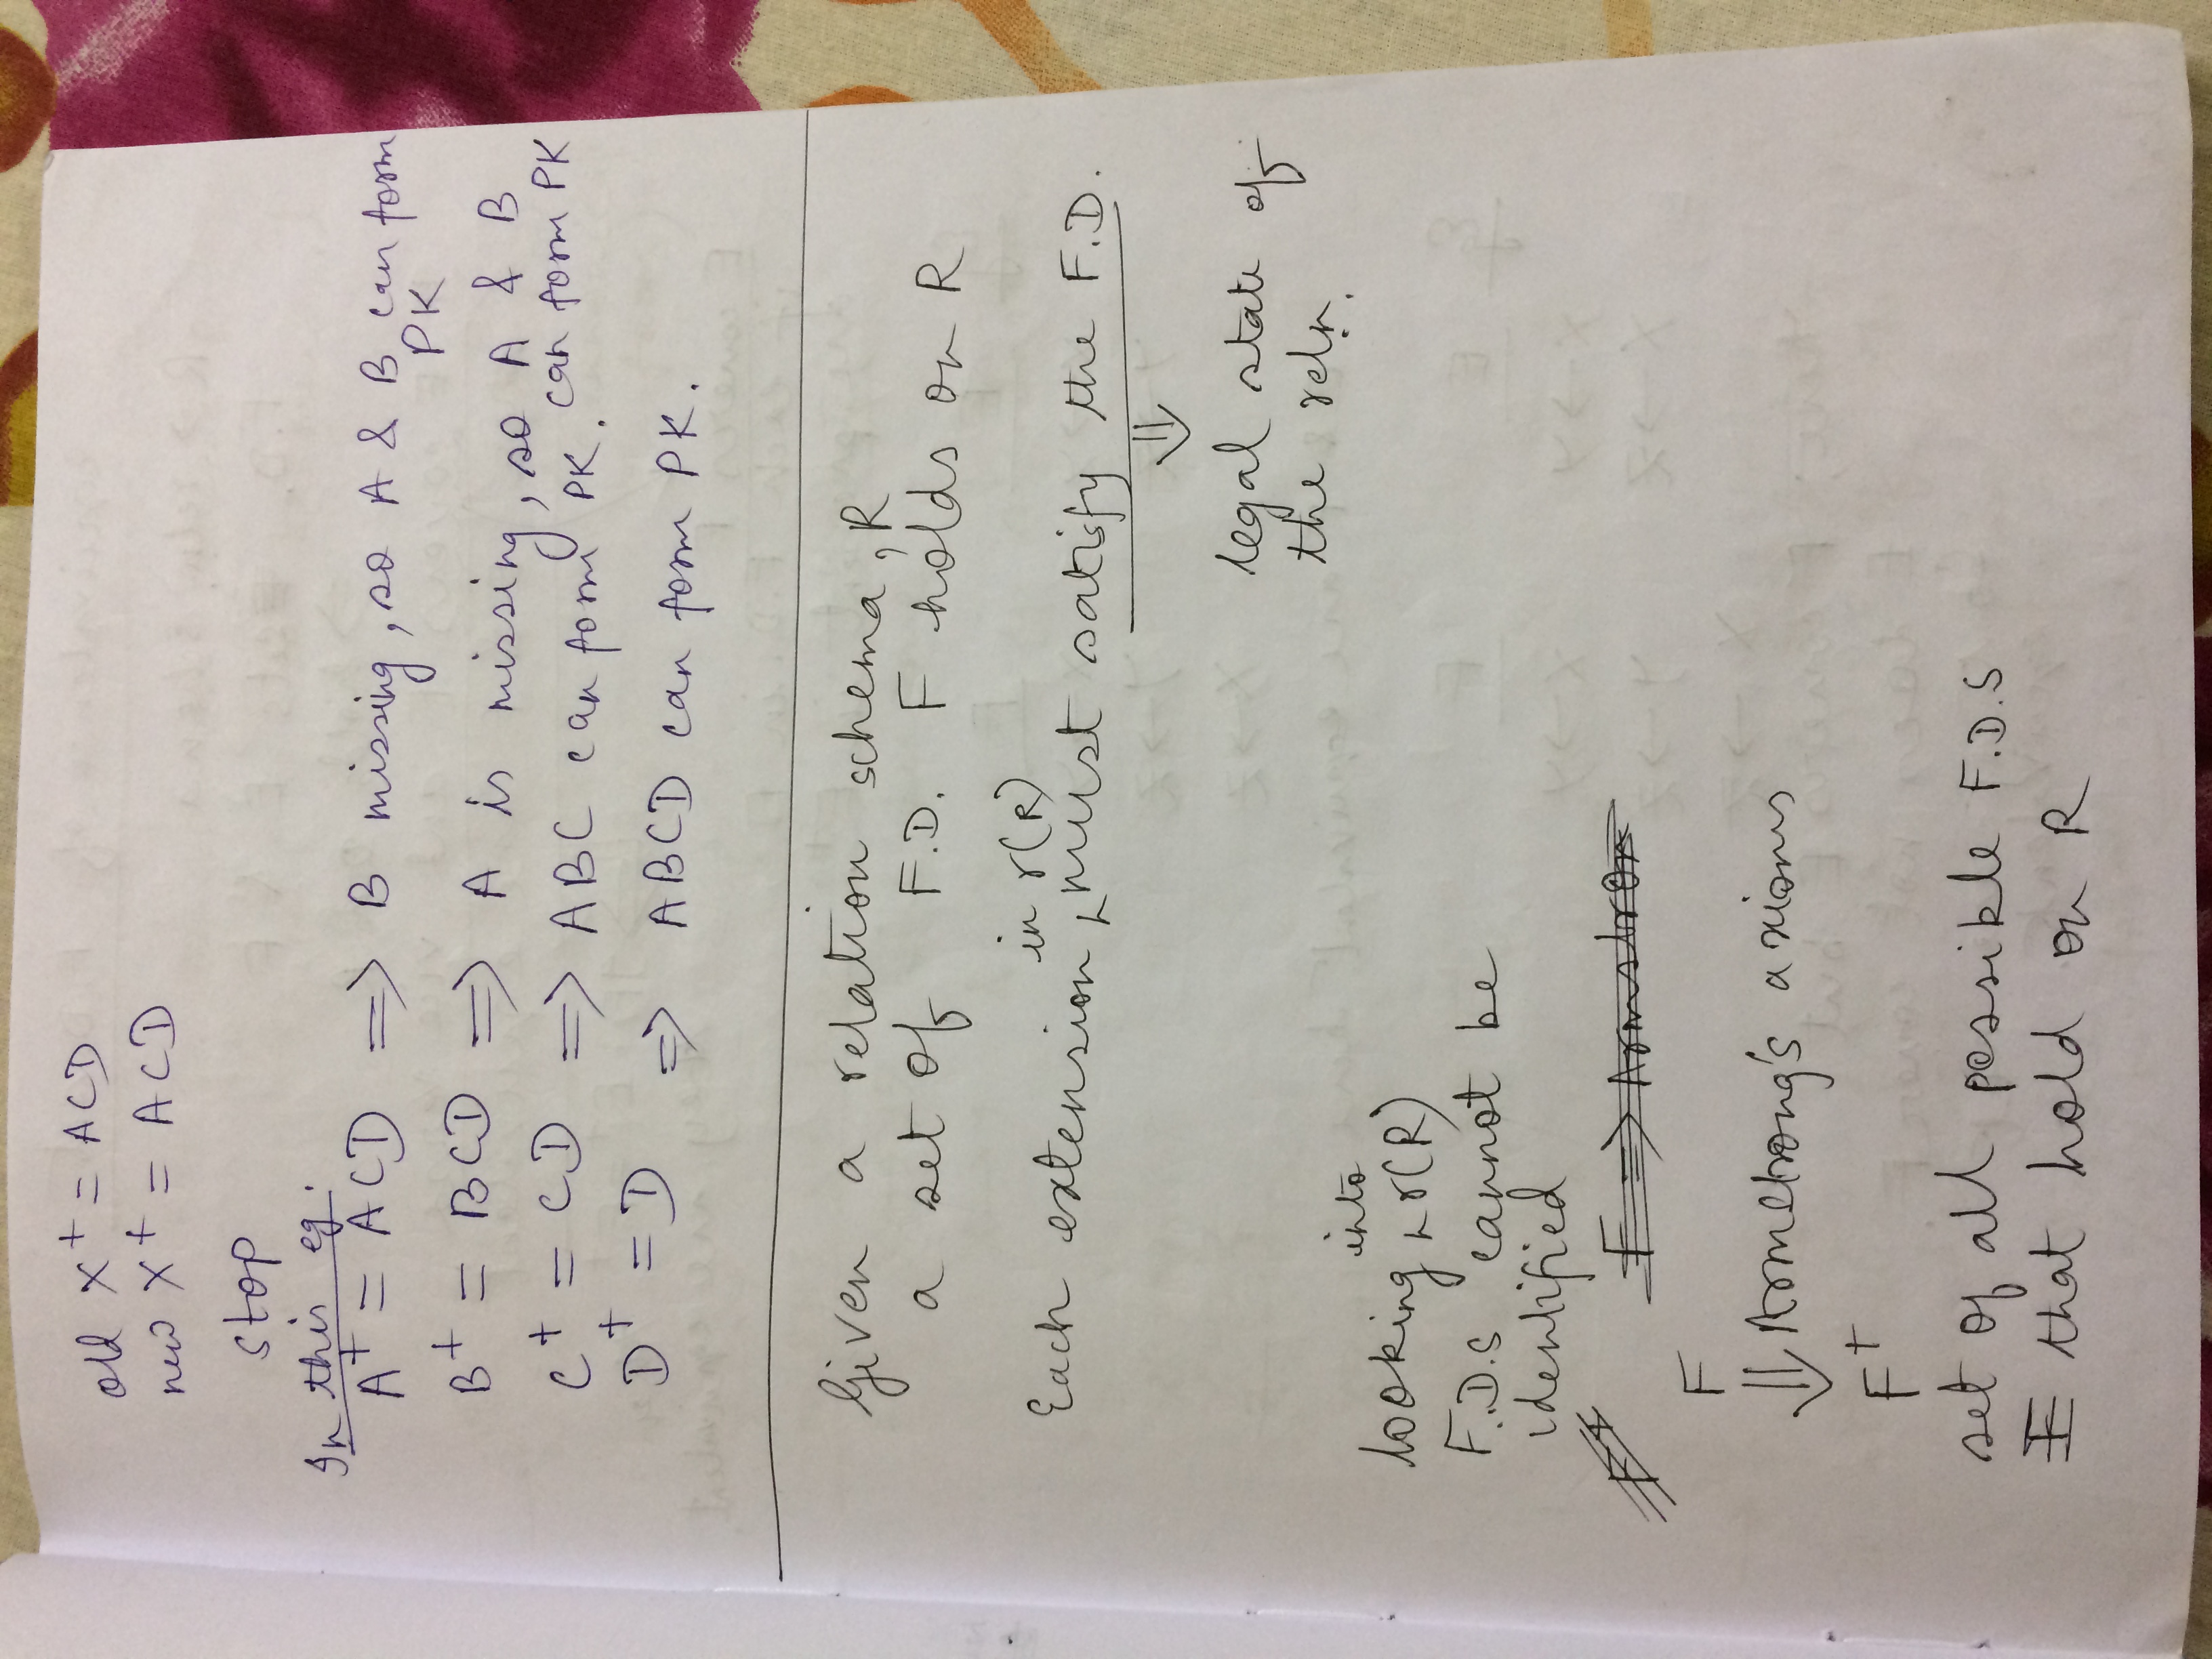 old X⁺ = ACD
new X⁺ = ACD
stop
In this eg.
A⁺ = ACD ⇒ B missing, so A & B can form PK
B⁺ = BCD ⇒ A is missing, so A & B can form PK
C⁺ = CD ⇒ ABC can form PK.
D⁺ = D ⇒ ABCD can form PK.
Given a relation schema, R
a set of F.D. F holds on R
Each extension in r(R) must satisfy the F.D.
⇓
legal state of
the reln.
looking into r(R)
F.D.S cannot be
identified
F ⇒ Armstron
F
⇓ Armstrong's axioms
F⁺
set of all possible F.D.S
that hold on R